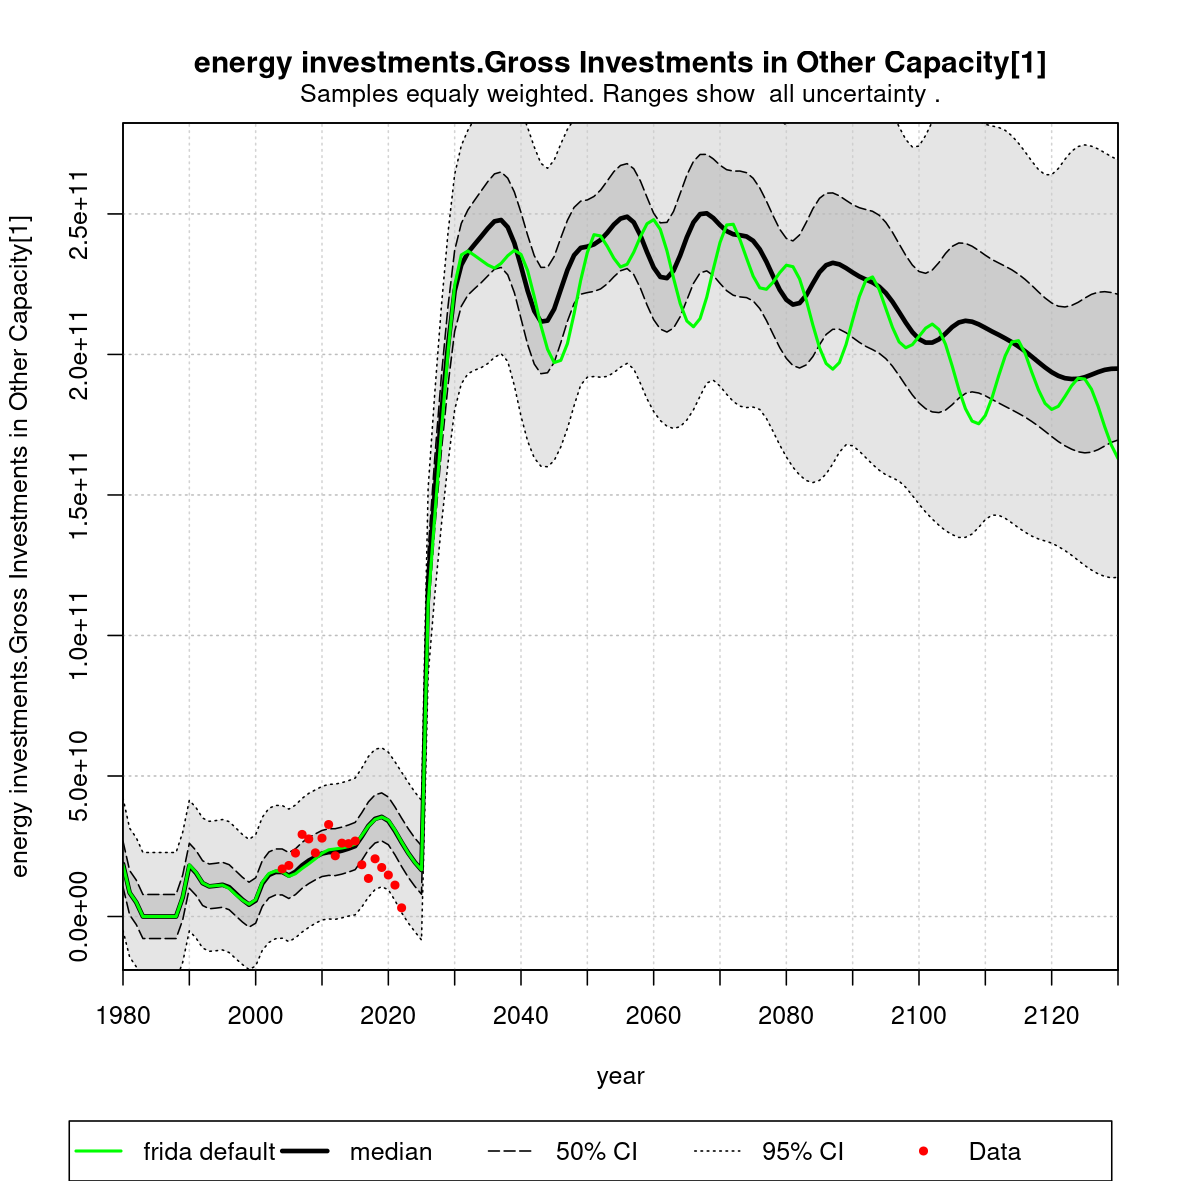 energy investments.Gross Investments in Other Capacity[1]
Samples equaly weighted. Ranges show  all uncertainty .
energy investments.Gross Investments in Other Capacity[1]
2.5e+11
2.0e+11
1.5e+11
1.0e+11
5.0e+10
0.0e+00
1980 2000 2020 2040 2060 2080 2100 2120
year
frida default median 50% CI 95% CI Data